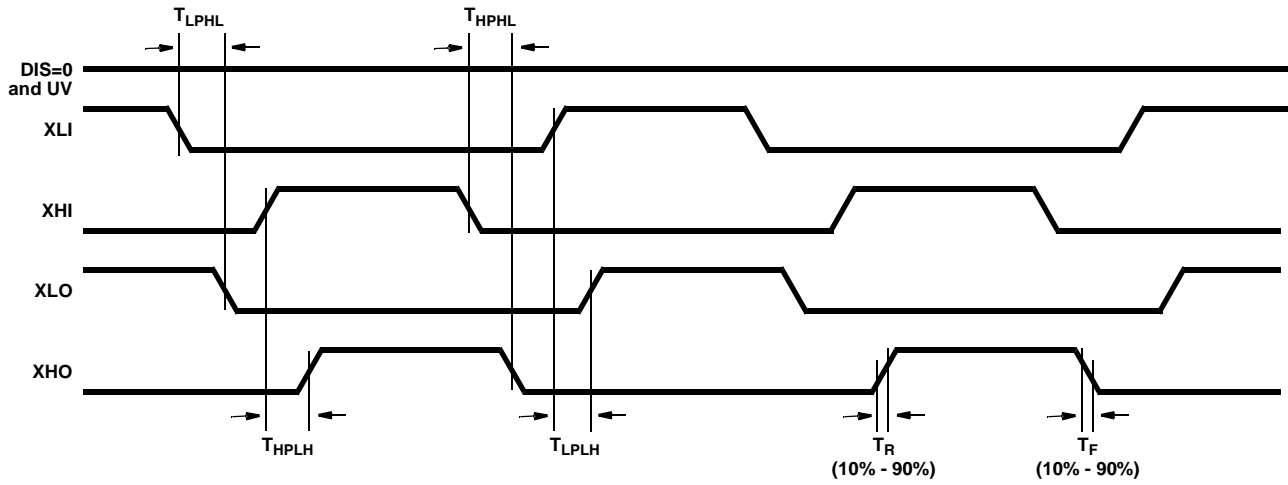 TLPHL
THPHL
DIS=0
and UV
XLI
XHI
XLO
XHO
THPLH
TLPLH
TR
(10% - 90%)
TF
(10% - 90%)